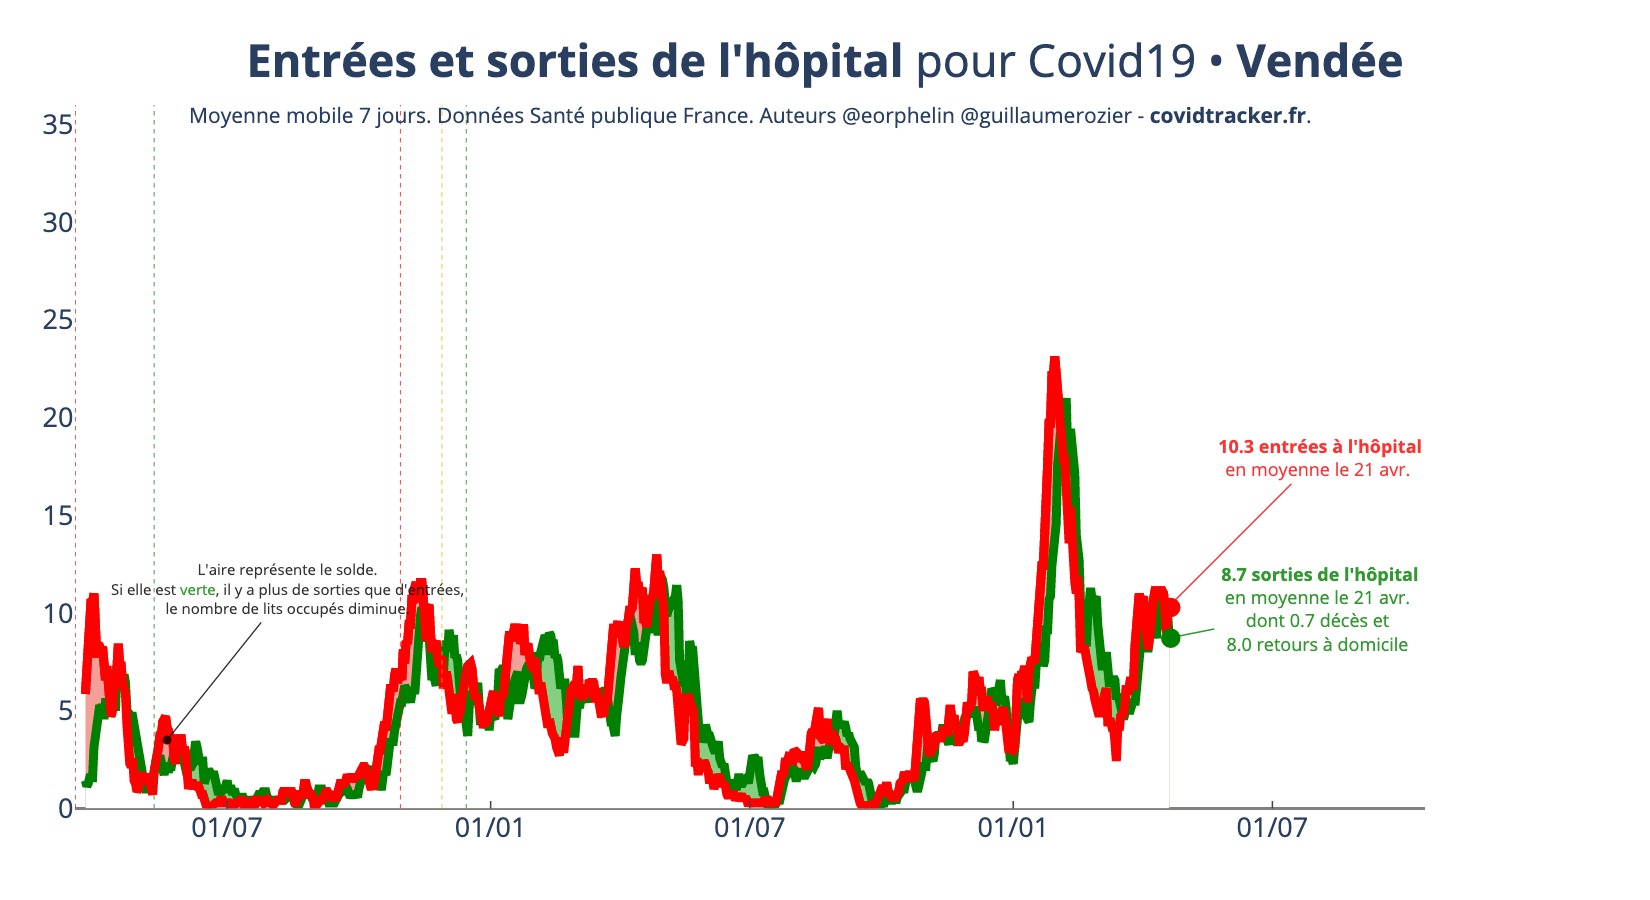 Entrées et sorties de l'hôpital pour Covid19 • Vendée
Moyenne mobile 7 jours. Données Santé publique France. Auteurs @eorphelin @guillaumerozier - covidtracker.fr.
35
30
25
20
15
10
5
0
10.3 entrées à l'hôpital
en moyenne le 21 avr.
8.7 sorties de l'hôpital
en moyenne le 21 avr.
dont 0.7 décès et
8.0 retours à domicile
L'aire représente le solde.
Si elle est verte, il y a plus de sorties que d'entrées,
le nombre de lits occupés diminue.
01/07
01/01
01/07
01/01
01/07